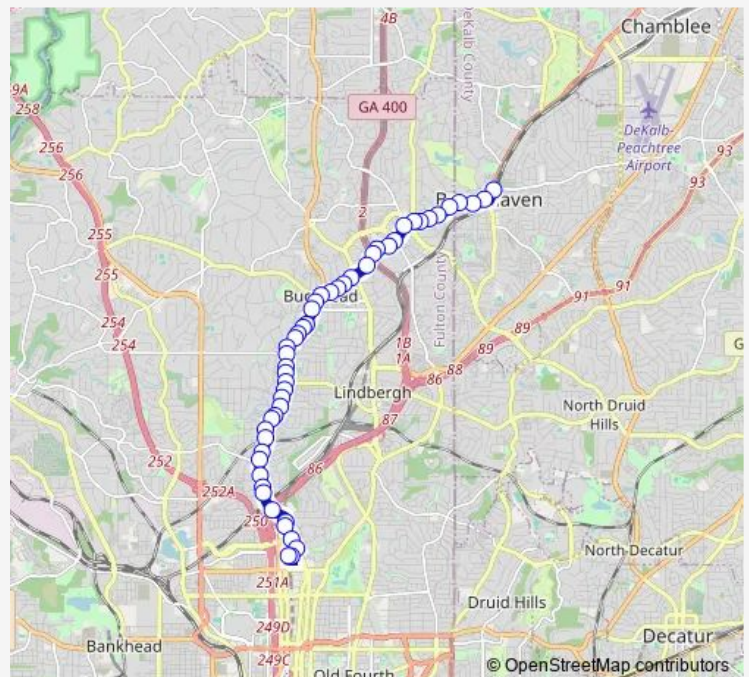 4B
Chamblee
DeKalb County
9A
258
GA 400
DeKalb-
Peachtree
Airport
256
256
93
93
2
255
255
Fulton County
91
91
254
254
89
89
1B
1A
88
86
G
Lindbergh
87
North Druid
Hills
252
252A
86
250
North Decatur
251A
Druid Hills
249D
Decatur
Bankhead
249C
Old Fourth
© OpenStreetMap contributors